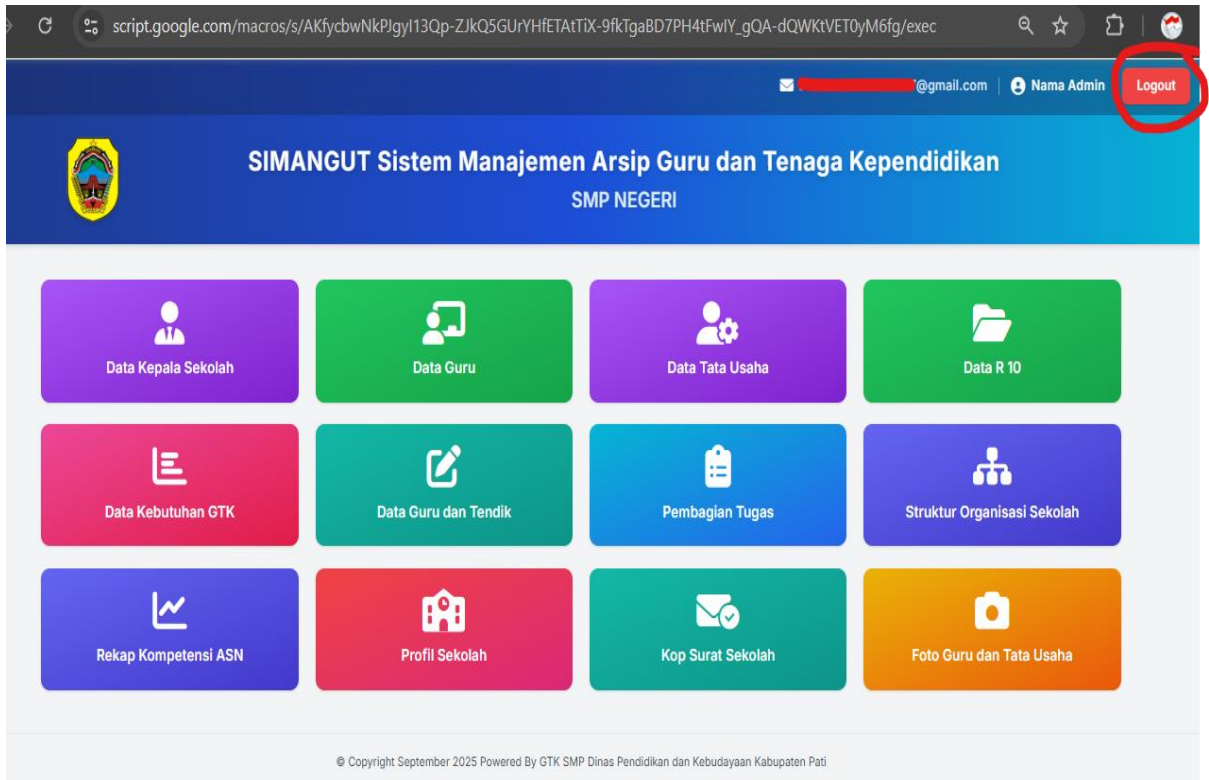 script.google.com/macros/s/AKfycbwNkPJgyI13Qp-ZJkQ5GUrYHfETAtTiX-9fkTgaBD7PH4tFwIY_gQA-dQWKtVET0yM6fg/exec
@gmail.com Nama Admin Logout
SIMANGUT Sistem Manajemen Arsip Guru dan Tenaga Kependidikan
SMP NEGERI
Data Kepala Sekolah Data Guru Data Tata Usaha Data R 10
Data Kebutuhan GTK Data Guru dan Tendik Pembagian Tugas Struktur Organisasi Sekolah
Rekap Kompetensi ASN Profil Sekolah Kop Surat Sekolah Foto Guru dan Tata Usaha
© Copyright September 2025 Powered By GTK SMP Dinas Pendidikan dan Kebudayaan Kabupaten Pati